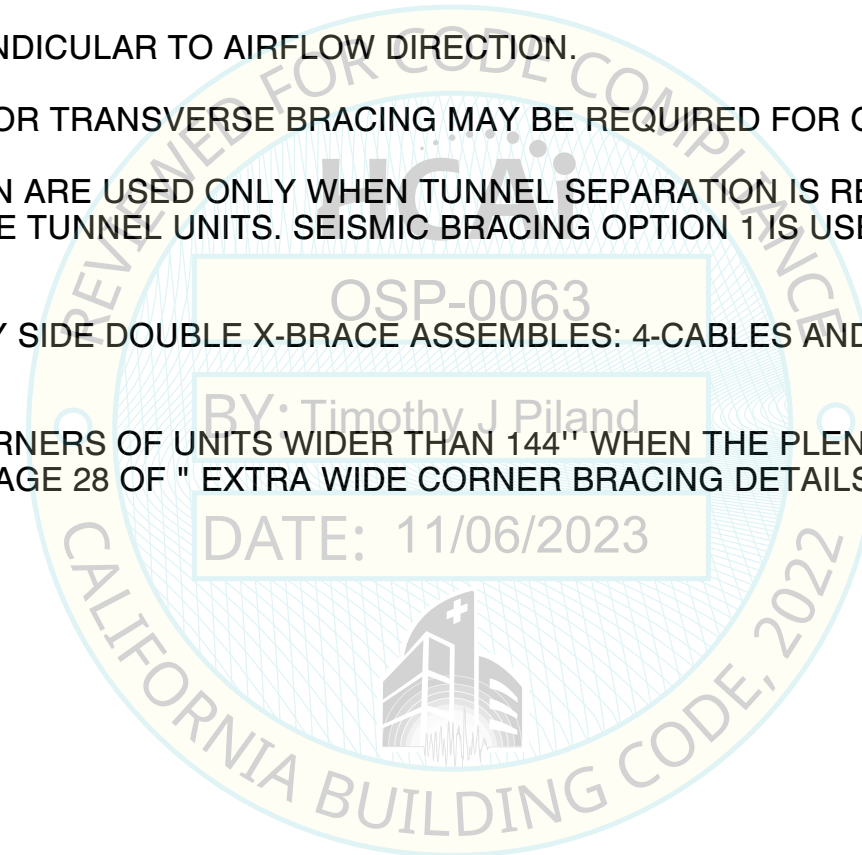 NDICULAR TO AIRFLOW DIRECTION.
OR TRANSVERSE BRACING MAY BE REQUIRED FOR
N ARE USED ONLY WHEN TUNNEL SEPARATION IS RE
E TUNNEL UNITS. SEISMIC BRACING OPTION 1 IS USE
Y SIDE DOUBLE X-BRACE ASSEMBLES: 4-CABLES AND
RNERS OF UNITS WIDER THAN 144'' WHEN THE PLEN
AGE 28 OF " EXTRA WIDE CORNER BRACING DETAILS
REVIEWED FOR CODE COMPLIANCE
HCAi
OSP-0063
BY: Timothy J Piland
DATE: 11/06/2023
CALIFORNIA BUILDING CODE, 2022